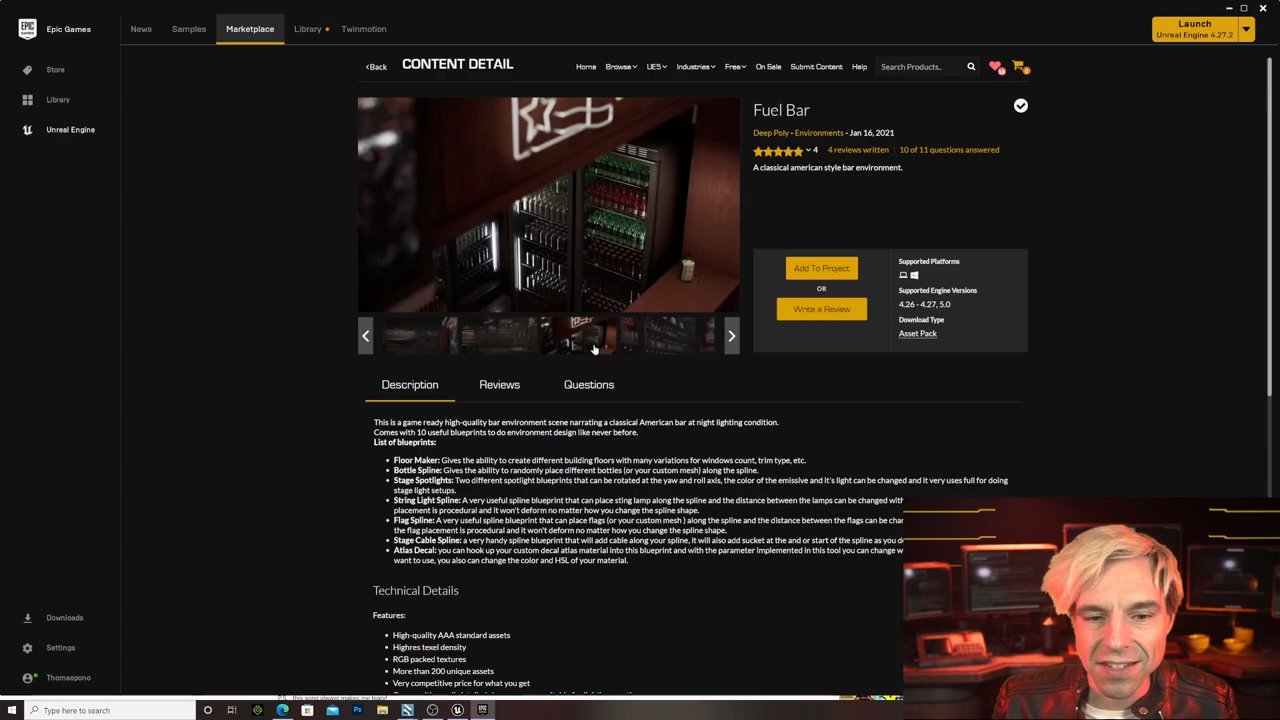 EPIC GAMES
Epic Games
News
Samples
Marketplace
Library
Twinmotion
Launch
Unreal Engine 4.27.2
Store
Library
Unreal Engine
Back
CONTENT DETAIL
Home
Browse
UE5
Industries
Free
On Sale
Submit Content
Help
Search Products..
0
Fuel Bar
Deep Poly - Environments - Jan 16, 2021
4
4 reviews written
10 of 11 questions answered
A classical american style bar environment.
Add To Project
OR
Write a Review
Supported Platforms
Supported Engine Versions
4.26 - 4.27, 5.0
Download Type
Asset Pack
Description
Reviews
Questions
This is a game ready high-quality bar environment scene narrating a classical American bar at night lighting condition.
Comes with 10 useful blueprints to do environment design like never before.
List of blueprints:
Floor Maker: Gives the ability to create different building floors with many variations for windows count, trim type, etc.
Bottle Spline: Gives the ability to randomly place different bottles (or your custom mesh) along the spline.
Stage Spotlights: Two different spotlight blueprints that can be rotated at the yaw and roll axis, the color of the emissive and it's light can be changed and it very uses full for doing
stage light setups.
String Light Spline: A very useful spline blueprint that can place sting lamp along the spline and the distance between the lamps can be changed with
placement is procedural and it won't deform no matter how you change the spline shape.
Flag Spline: A very useful spline blueprint that can place flags (or your custom mesh ) along the spline and the distance between the flags can be
the flag placement is procedural and it won't deform no matter how you change the spline shape.
Stage Cable Spline: a very handy spline blueprint that will add cable along your spline, it will also add socket at the end or start of the spline as you
Atlas Decal: you can hook up your custom decal atlas material into this blueprint and with the parameter implemented in this tool you can change
want to use, you also can change the color and HSL of your material.
Technical Details
Features:
High-quality AAA standard assets
Highres texel density
RGB packed textures
More than 200 unique assets
Very competitive price for what you get
Downloads
Settings
Thomaspono
Type here to search